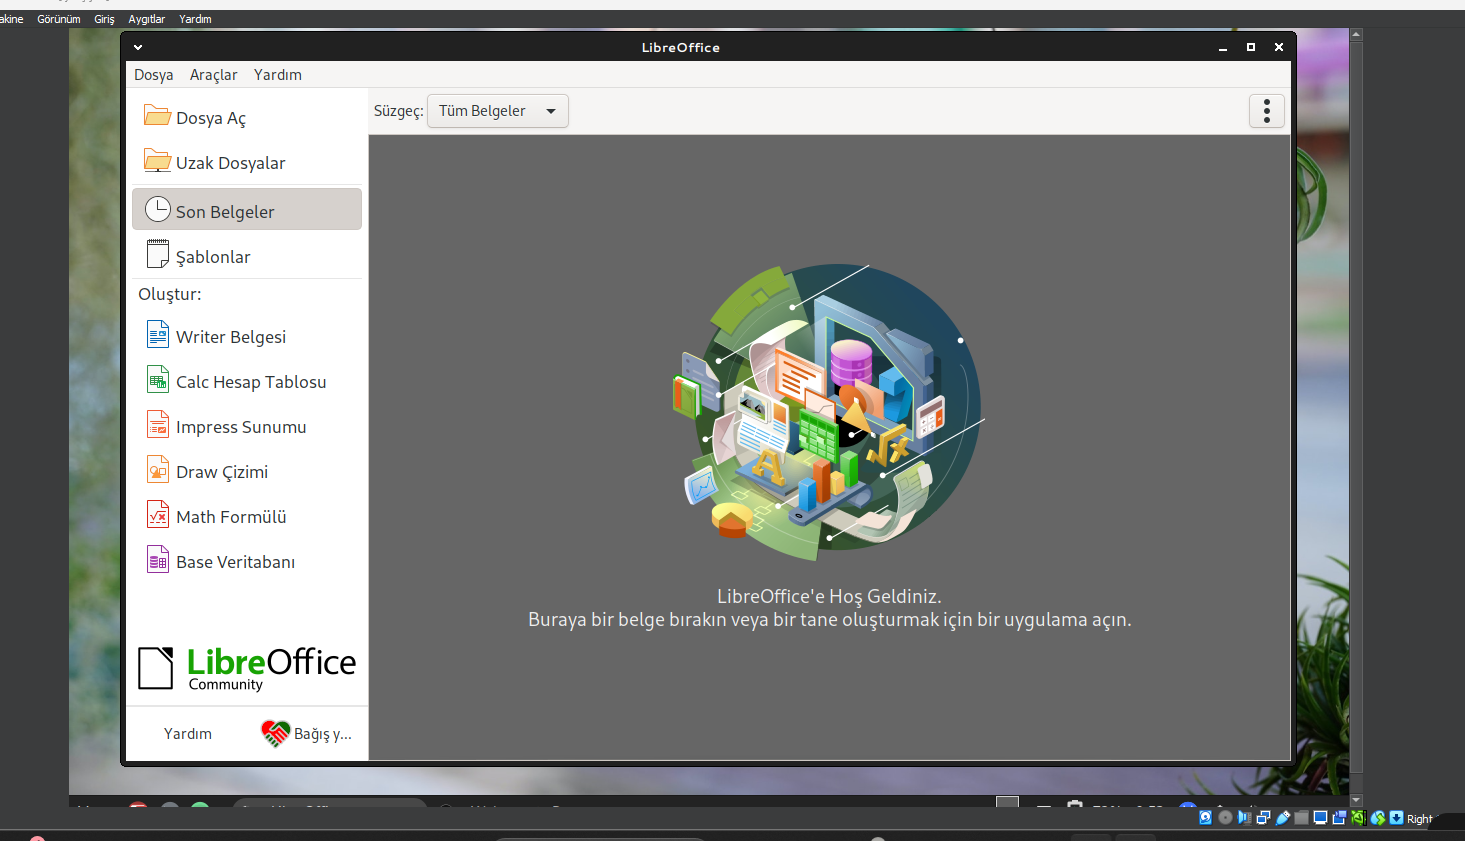 Görünüm Giriş Aygıtlar Yardım
LibreOffice
Dosya Araçlar Yardım
Dosya Aç
Uzak Dosyalar
Son Belgeler
Şablonlar
Oluştur:
Writer Belgesi
Calc Hesap Tablosu
Impress Sunumu
Draw Çizimi
Math Formülü
Base Veritabanı
LibreOffice
Community
Yardım Bağış y...
Süzgeç: Tüm Belgeler
LibreOffice'e Hoş Geldiniz.
Buraya bir belge bırakın veya bir tane oluşturmak için bir uygulama açın.
Right